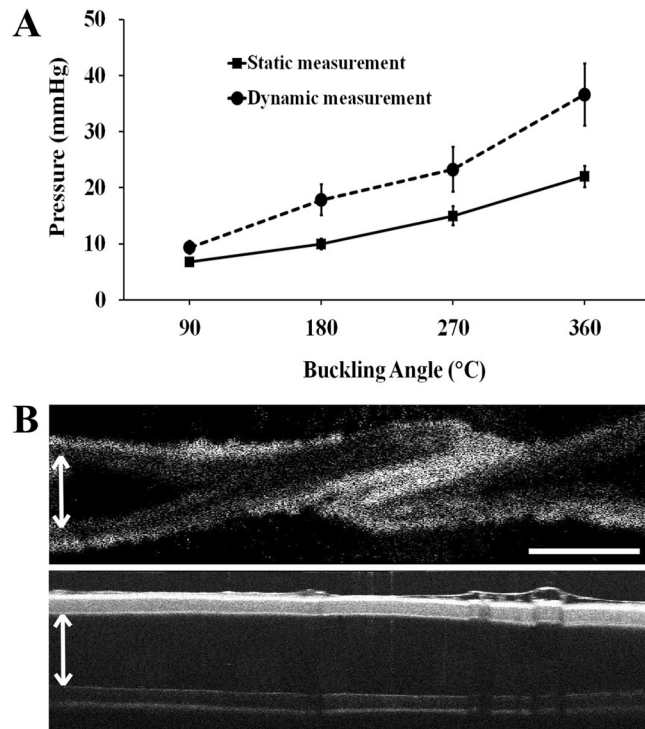 A
50
40
30
20
10
0
Pressure (mmHg)
Static measurement
Dynamic measurement
90 180 270 360
Buckling Angle (°C)
B